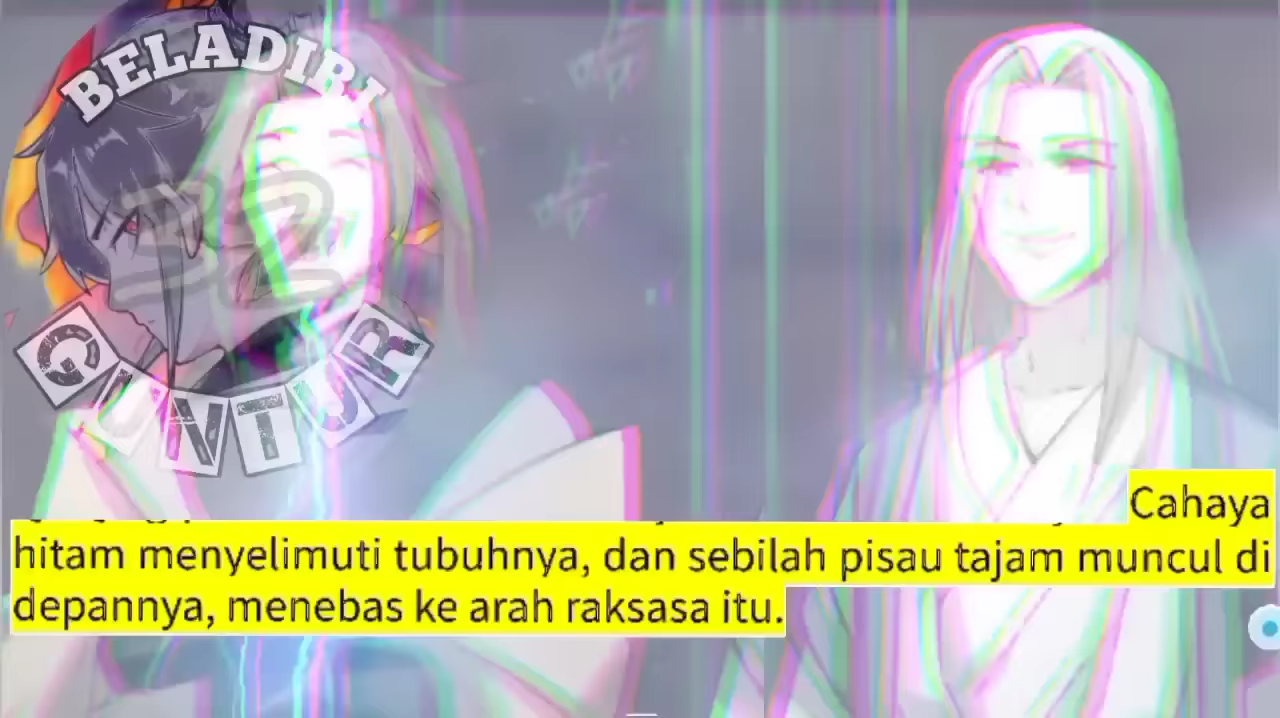 BELADIRI
GUNTUR
Cahaya
hitam menyelimuti tubuhnya, dan sebilah pisau tajam muncul di
depannya, menebas ke arah raksasa itu.